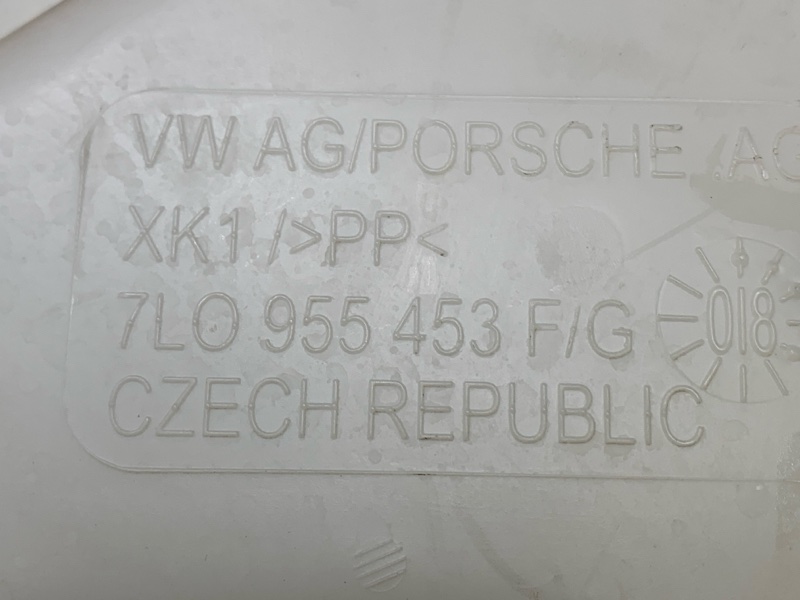 VW AG/PORSCHE AG
XK1 />PP<
7L0 955 453 F/G
018
CZECH REPUBLIC